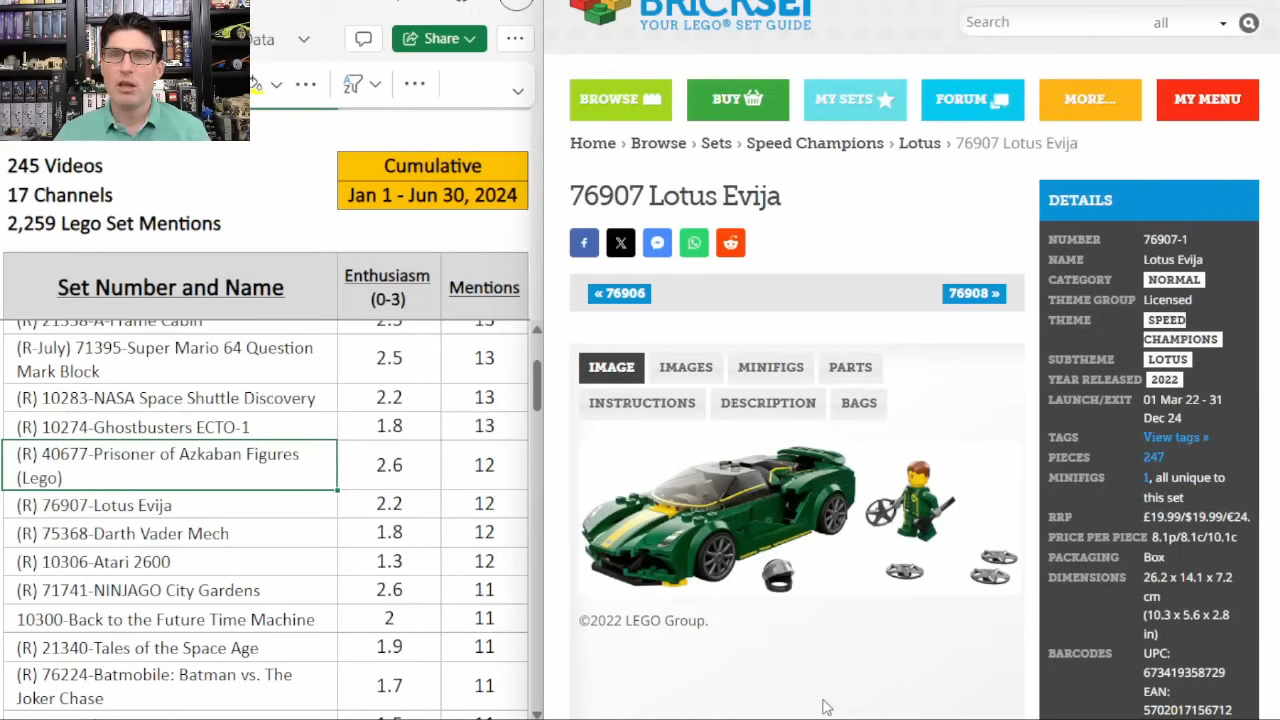 ata
Share
245 Videos
17 Channels
2,259 Lego Set Mentions
Cumulative
Jan 1 - Jun 30, 2024
Set Number and Name
Enthusiasm
(0-3)
Mentions
(R) 21338-A-Frame Cabin 2.5 13
(R-July) 71395-Super Mario 64 Question
Mark Block
2.5 13
(R) 10283-NASA Space Shuttle Discovery 2.2 13
(R) 10274-Ghostbusters ECTO-1 1.8 13
(R) 40677-Prisoner of Azkaban Figures
(Lego)
2.6 12
(R) 76907-Lotus Evija 2.2 12
(R) 75368-Darth Vader Mech 1.8 12
(R) 10306-Atari 2600 1.3 12
(R) 71741-NINJAGO City Gardens 2.6 11
10300-Back to the Future Time Machine 2 11
(R) 21340-Tales of the Space Age 1.9 11
(R) 76224-Batmobile: Batman vs. The
Joker Chase
1.7 11
BRICKSET
YOUR LEGO® SET GUIDE
Search all
BROWSE BUY MY SETS FORUM MORE... MY MENU
Home › Browse › Sets › Speed Champions › Lotus › 76907 Lotus Evija
76907 Lotus Evija
« 76906 76908 »
IMAGE IMAGES MINIFIGS PARTS
INSTRUCTIONS DESCRIPTION BAGS
©2022 LEGO Group.
DETAILS
NUMBER 76907-1
NAME Lotus Evija
CATEGORY NORMAL
THEME GROUP Licensed
THEME SPEED
CHAMPIONS
SUBTHEME LOTUS
YEAR RELEASED 2022
LAUNCH/EXIT 01 Mar 22 - 31
Dec 24
TAGS View tags »
PIECES 247
MINIFIGS 1, all unique to
this set
RRP £19.99/$19.99/€24.
PRICE PER PIECE 8.1p/8.1c/10.1c
PACKAGING Box
DIMENSIONS 26.2 x 14.1 x 7.2
cm
(10.3 x 5.6 x 2.8
in)
BARCODES UPC:
673419358729
EAN:
5702017156712